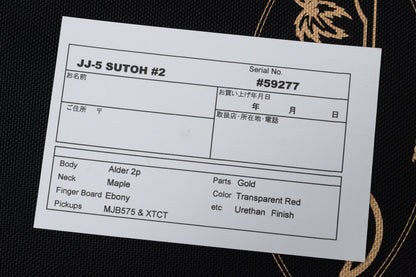 JJ-5 SUTOH #2
Serial No.
#59277
お名前
お買い上げ年月日
年 月 日
ご住所 〒
取扱店・所在地・電話
Body Alder 2p
Neck Maple
Finger Board Ebony
Pickups MJB575 & XTCT
Parts Gold
Color Transparent Red
etc Urethan Finish